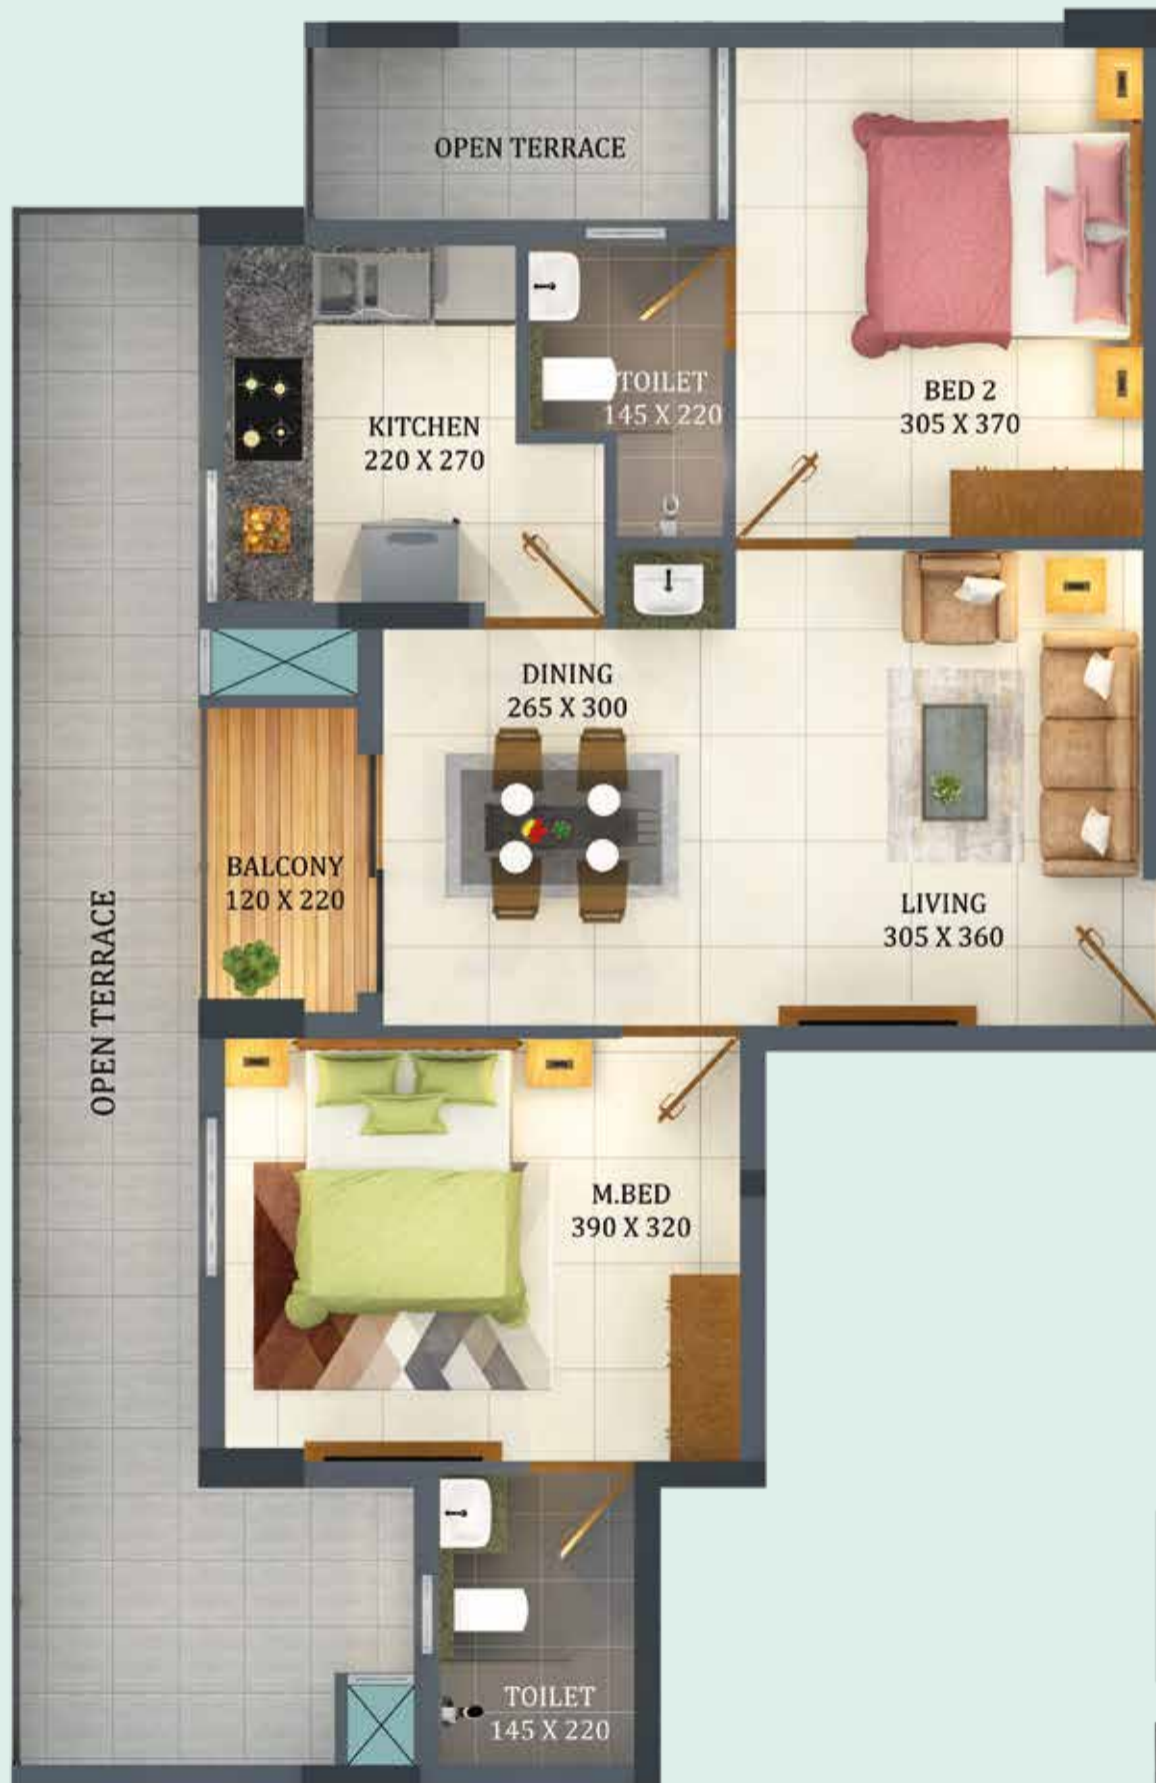 OPEN TERRACE
BED 2
305 X 370
TOILET
145 X 220
KITCHEN
220 X 270
DINING
265 X 300
BALCONY
120 X 220
LIVING
305 X 360
OPEN TERRACE
M.BED
390 X 320
TOILET
145 X 220